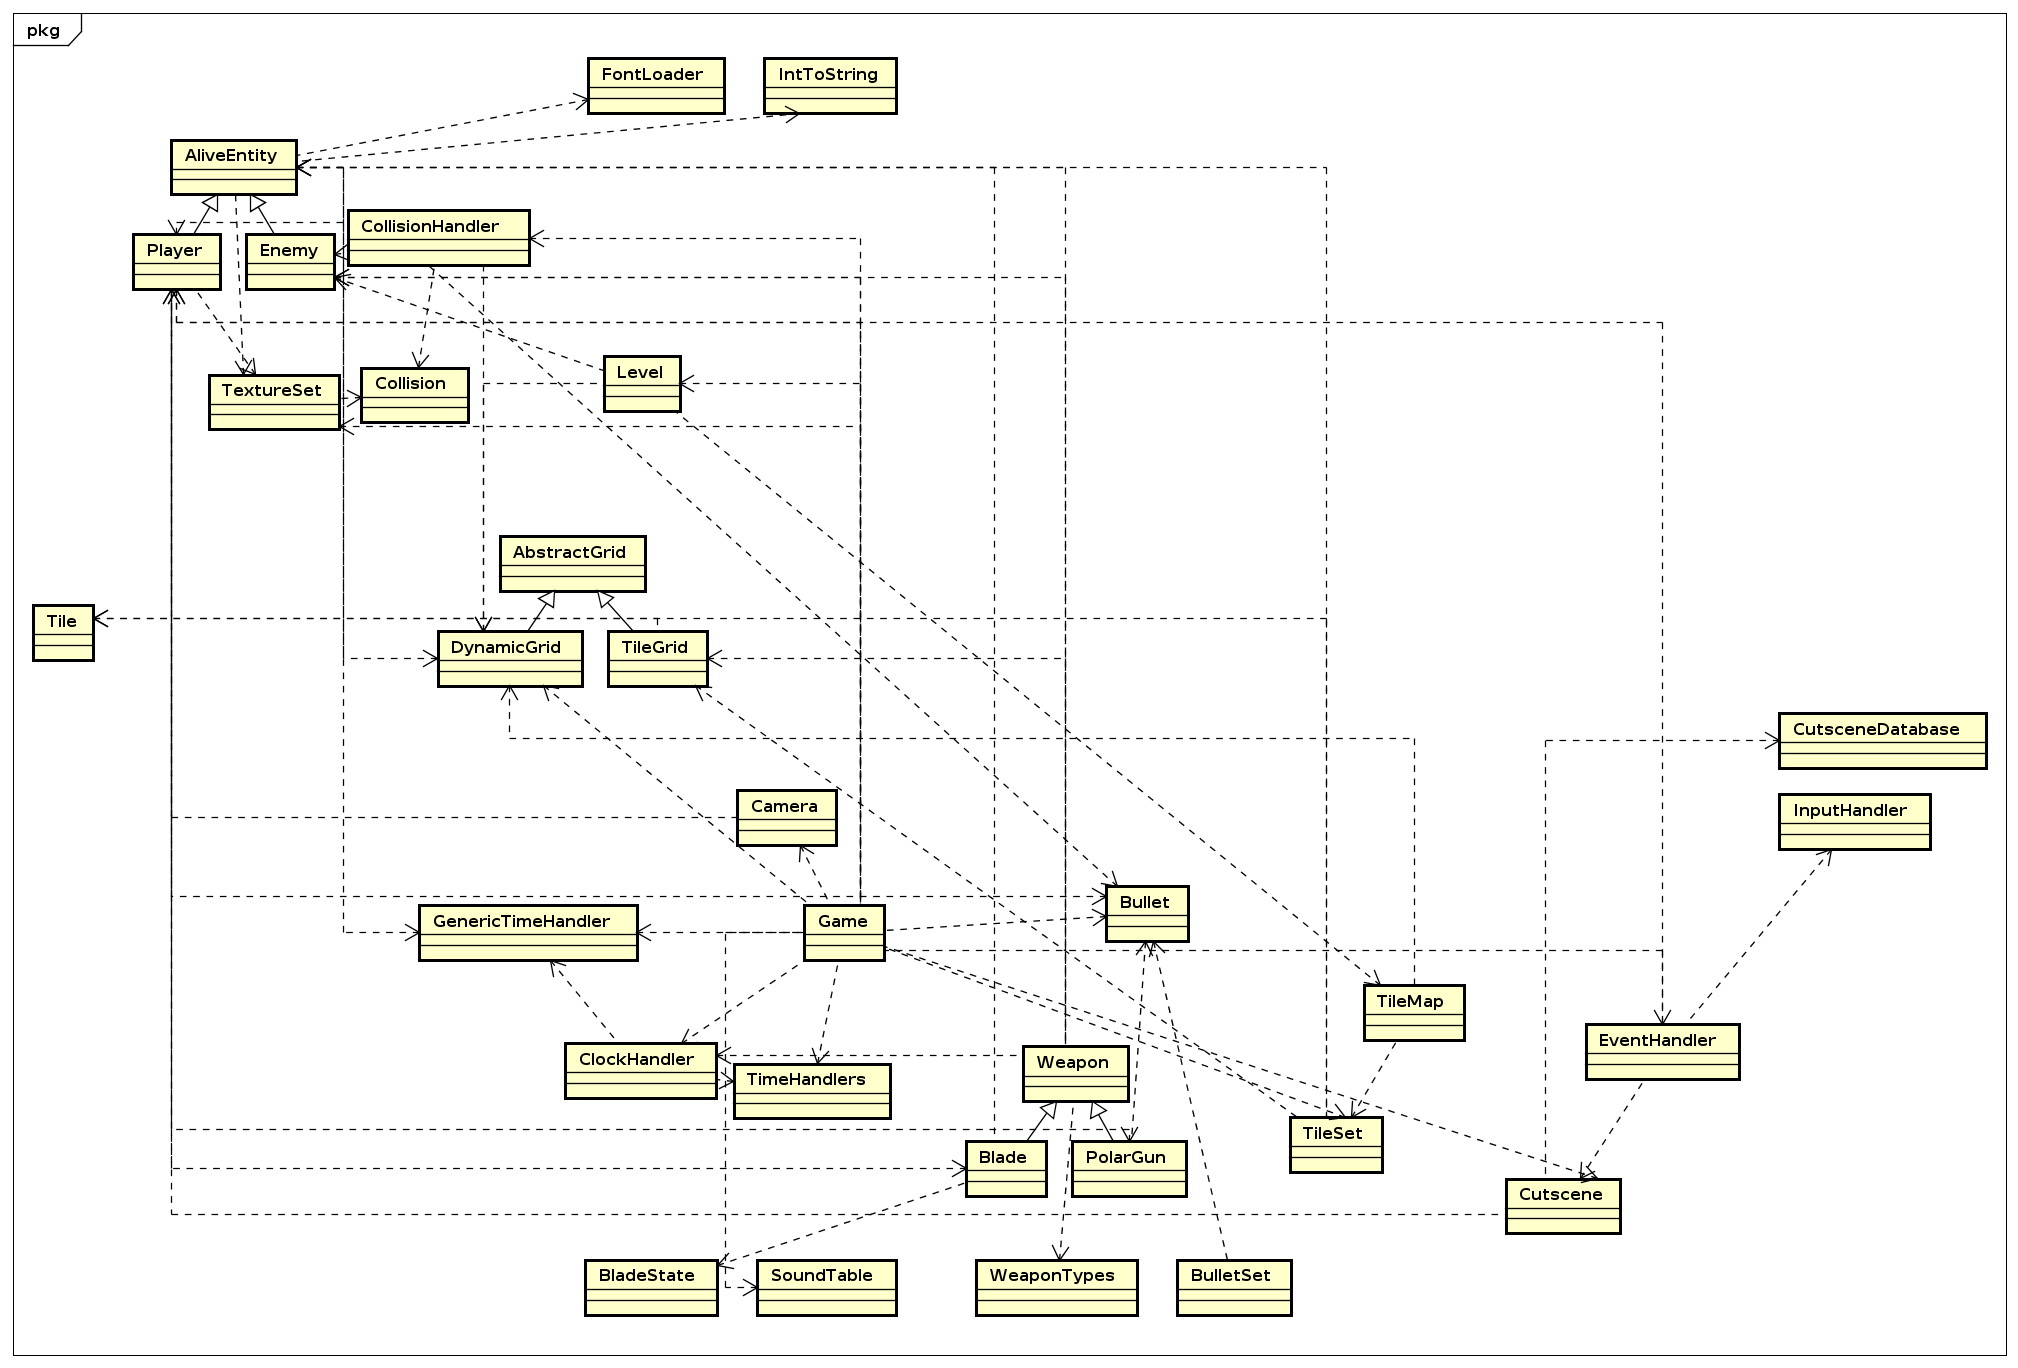 pkg
FontLoader
IntToString
AliveEntity
CollisionHandler
Player
Enemy
Level
Collision
TextureSet
AbstractGrid
Tile
DynamicGrid
TileGrid
CutsceneDatabase
Camera
InputHandler
Bullet
GenericTimeHandler
Game
TileMap
EventHandler
ClockHandler
Weapon
TimeHandlers
TileSet
Blade
PolarGun
Cutscene
BladeState
SoundTable
WeaponTypes
BulletSet